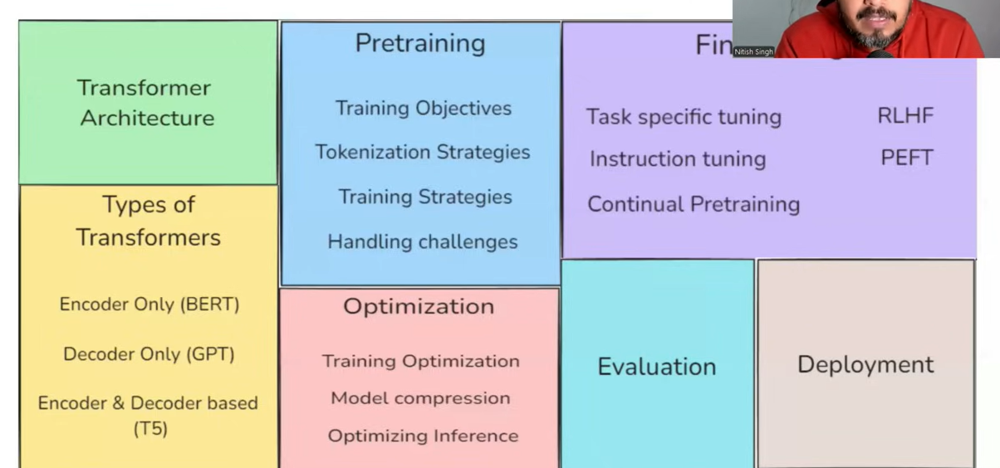 Transformer
Architecture
Types of
Transformers
Encoder Only (BERT)
Decoder Only (GPT)
Encoder & Decoder based
(T5)
Pretraining
Training Objectives
Tokenization Strategies
Training Strategies
Handling challenges
Optimization
Training Optimization
Model compression
Optimizing Inference
Task specific tuning
RLHF
Instruction tuning
PEFT
Continual Pretraining
Evaluation
Deployment
Nitish Singh